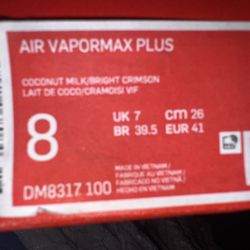 AIR VAPORMAX PLUS
COCONUT MILK/BRIGHT CRIMSON
LAIT DE COCO/CRAMOISI VIF
8
UK 7 cm 26
BR 39.5 EUR 41
MADE IN VIETNAM /
FABRIQUE AU VIETNAM /
FABRICADO NO VIETNÃ /
HECHO EN VIETNAM /
DM8317 100